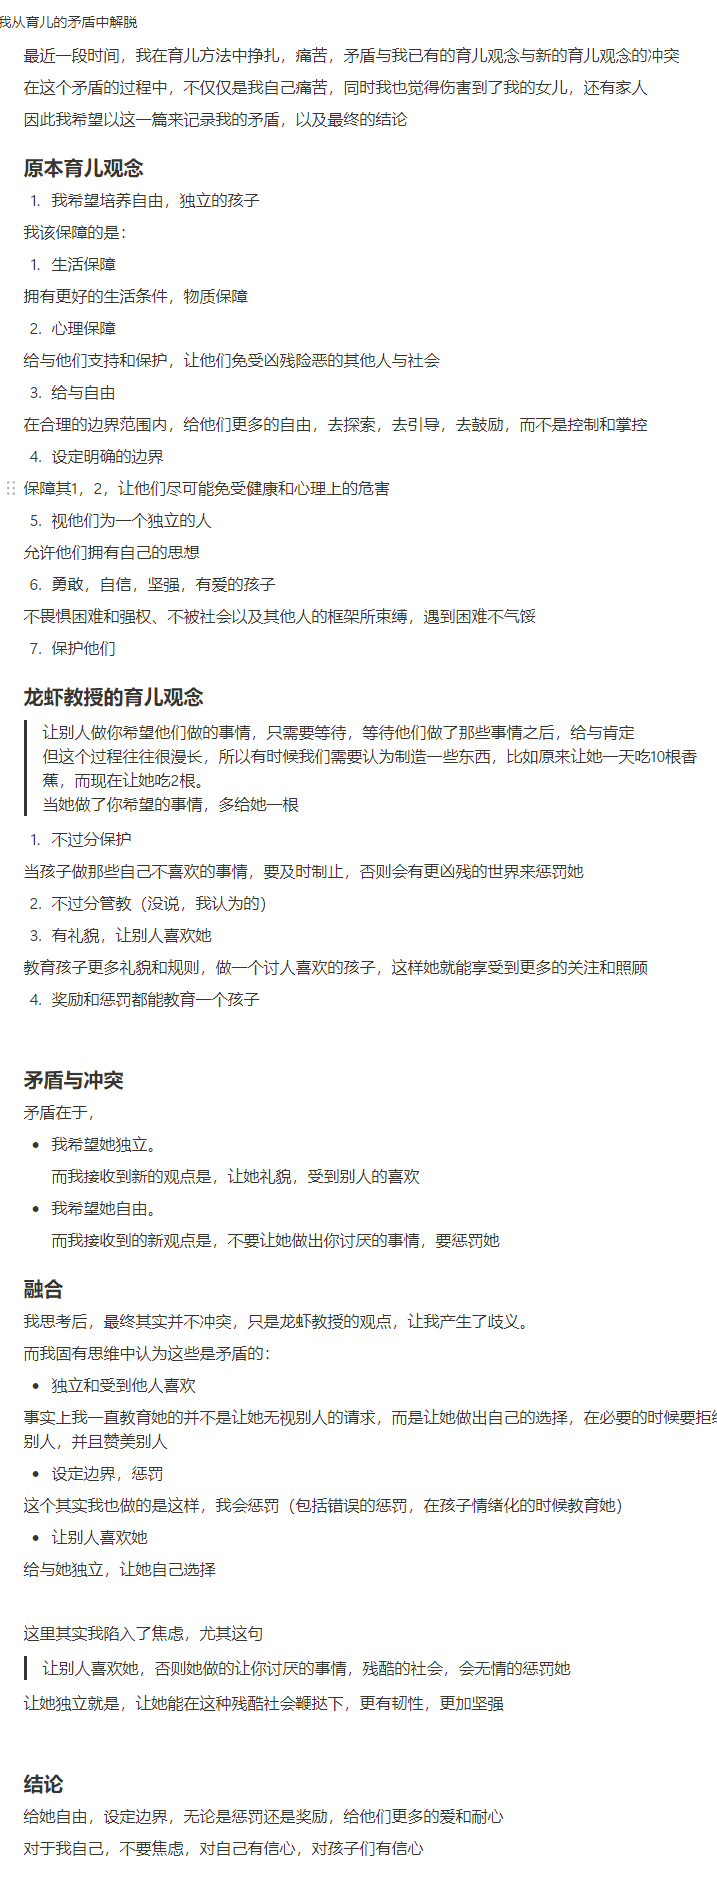 我从育儿的矛盾中解脱
最近一段时间，我在育儿方法中挣扎，痛苦，矛盾与我已有的育儿观念与新的育儿观念的冲突
在这个矛盾的过程中，不仅仅是我自己痛苦，同时我也觉得伤害到了我的女儿，还有家人
因此我希望以这一篇来记录我的矛盾，以及最终的结论
原本育儿观念
1. 我希望培养自由，独立的孩子
我该保障的是：
1. 生活保障
拥有更好的生活条件，物质保障
2. 心理保障
给与他们支持和保护，让他们免受凶残险恶的其他人与社会
3. 给与自由
在合理的边界范围内，给他们更多的自由，去探索，去引导，去鼓励，而不是控制和掌控
4. 设定明确的边界
保障其1，2，让他们尽可能免受健康和心理上的危害
5. 视他们为一个独立的人
允许他们拥有自己的思想
6. 勇敢，自信，坚强，有爱的孩子
不畏惧困难和强权、不被社会以及其他人的框架所束缚，遇到困难不气馁
7. 保护他们
龙虾教授的育儿观念
让别人做你希望他们做的事情，只需要等待，等待他们做了那些事情之后，给与肯定
但这个过程往往很漫长，所以有时候我们需要认为制造一些东西，比如原来让她一天吃10根香
蕉，而现在让她吃2根。
当她做了你希望的事情，多给她一根
1. 不过分保护
当孩子做那些自己不喜欢的事情，要及时制止，否则会有更凶残的世界来惩罚她
2. 不过分管教（没说，我认为的）
3. 有礼貌，让别人喜欢她
教育孩子更多礼貌和规则，做一个讨人喜欢的孩子，这样她就能享受到更多的关注和照顾
4. 奖励和惩罚都能教育一个孩子
矛盾与冲突
矛盾在于，
• 我希望她独立。
而我接收到新的观点是，让她礼貌，受到别人的喜欢
• 我希望她自由。
而我接收到的新观点是，不要让她做出你讨厌的事情，要惩罚她
融合
我思考后，最终其实并不冲突，只是龙虾教授的观点，让我产生了歧义。
而我固有思维中认为这些是矛盾的：
• 独立和受到他人喜欢
事实上我一直教育她的并不是让她无视别人的请求，而是让她做出自己的选择，在必要的时候要拒绝
别人，并且赞美别人
• 设定边界，惩罚
这个其实我也做的是这样，我会惩罚（包括错误的惩罚，在孩子情绪化的时候教育她）
• 让别人喜欢她
给与她独立，让她自己选择
这里其实我陷入了焦虑，尤其这句
让别人喜欢她，否则她做的让你讨厌的事情，残酷的社会，会无情的惩罚她
让她独立就是，让她能在这种残酷社会鞭挞下，更有韧性，更加坚强
结论
给她自由，设定边界，无论是惩罚还是奖励，给他们更多的爱和耐心
对于我自己，不要焦虑，对自己有信心，对孩子们有信心